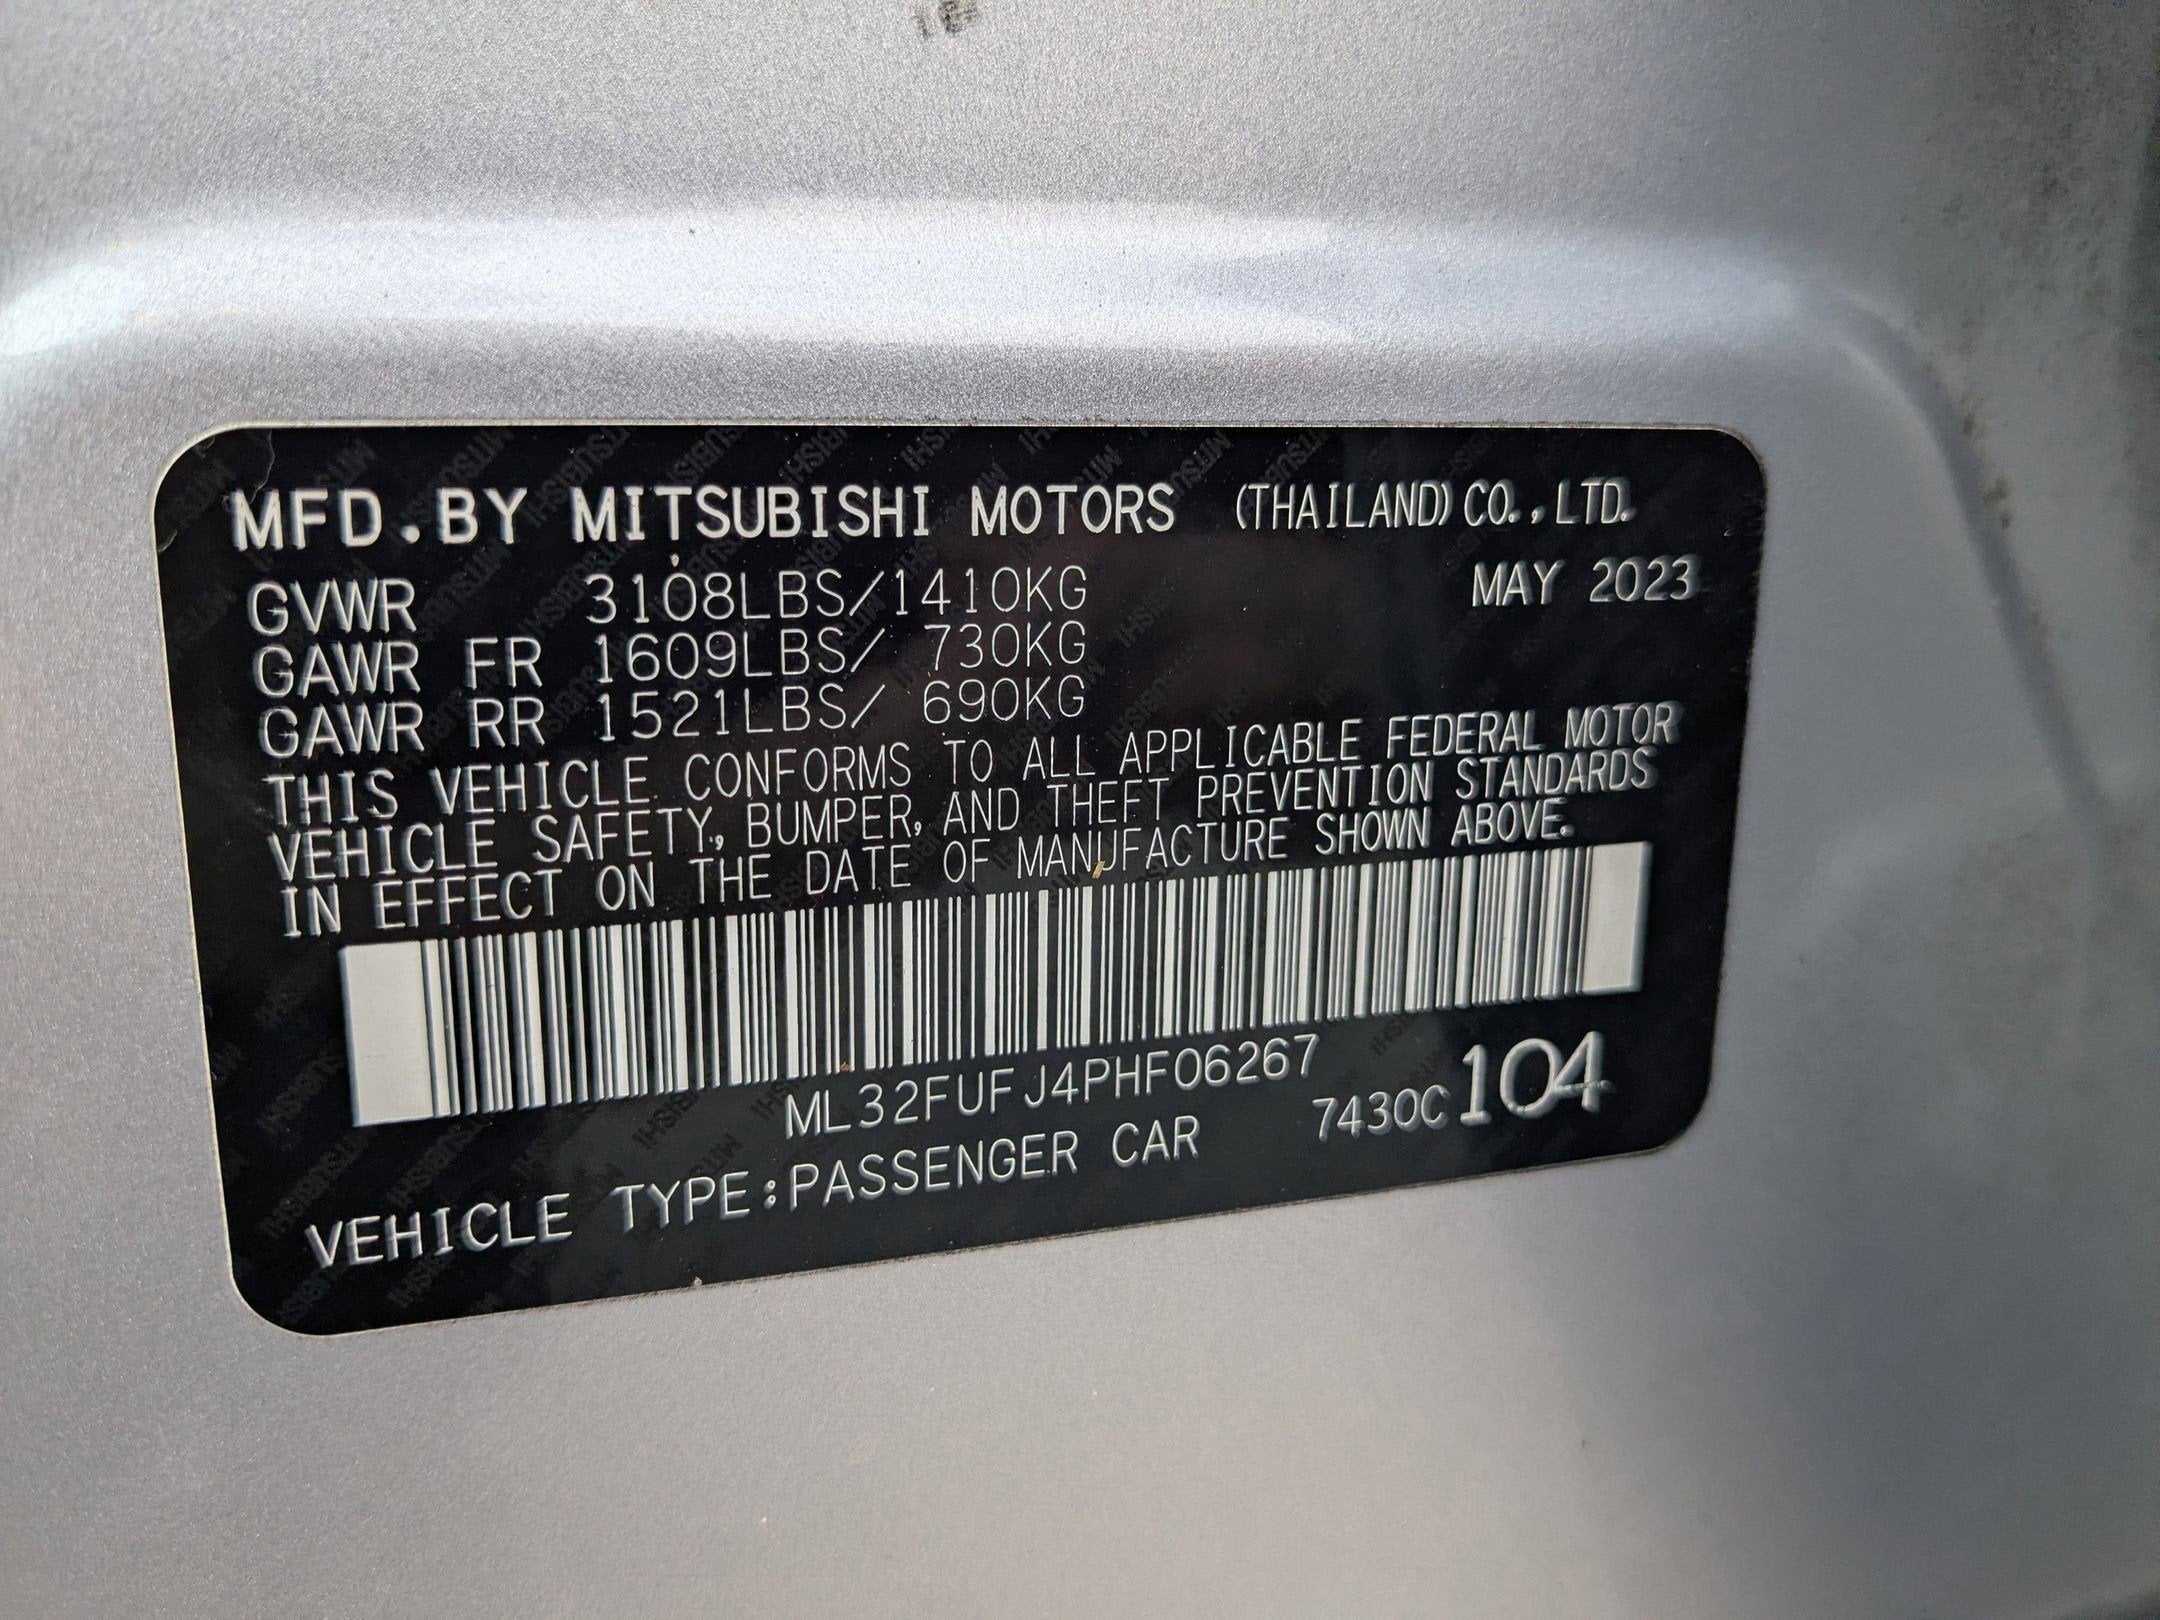 MFD.BY MITSUBISHI MOTORS (THAILAND) CO., LTD.
GVWR 3108LBS/1410KG MAY 2023
GAWR FR 1609LBS/ 730KG
GAWR RR 1521LBS/ 690KG
THIS VEHICLE CONFORMS TO ALL APPLICABLE FEDERAL MOTOR
VEHICLE SAFETY, BUMPER, AND THEFT PREVENTION STANDARDS
IN EFFECT ON THE DATE OF MANUFACTURE SHOWN ABOVE.
ML32FUFJ4PHF06267
7430C 104
VEHICLE TYPE:PASSENGER CAR